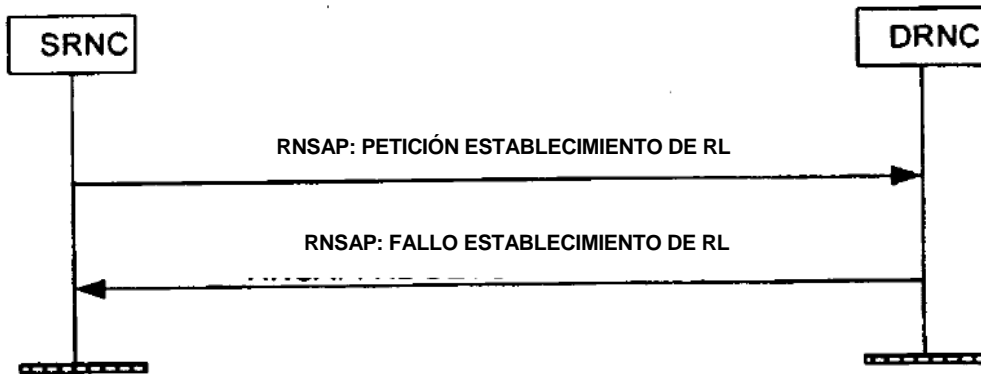 SRNC
DRNC
RNSAP: PETICIÓN ESTABLECIMIENTO DE RL
RNSAP: FALLO ESTABLECIMIENTO DE RL